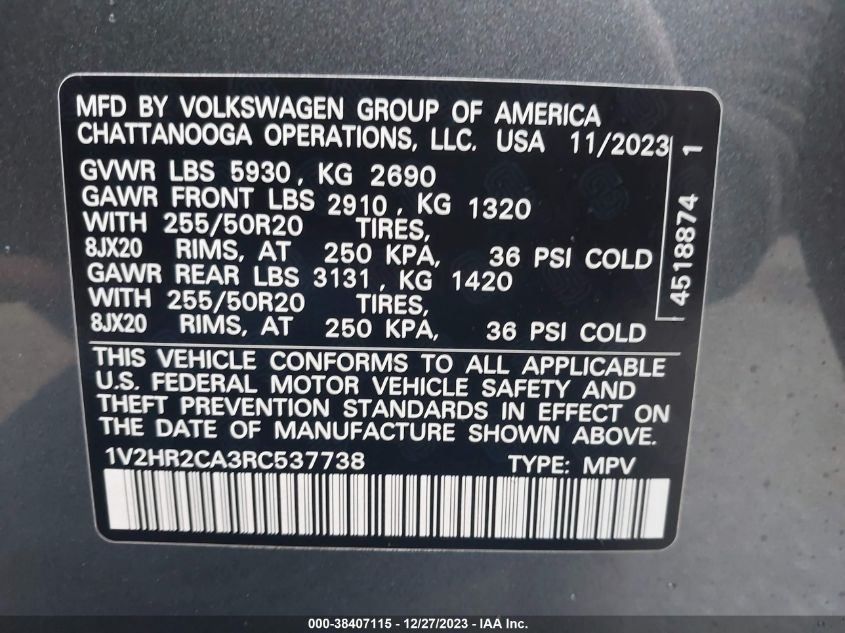 MFD BY VOLKSWAGEN GROUP OF AMERICA
CHATTANOOGA OPERATIONS, LLC. USA 11/2023
GVWR LBS 5930, KG 2690
GAWR FRONT LBS 2910, KG 1320
WITH 255/50R20 TIRES,
8JX20 RIMS, AT 250 KPA, 36 PSI COLD
GAWR REAR LBS 3131, KG 1420
WITH 255/50R20 TIRES,
8JX20 RIMS, AT 250 KPA, 36 PSI COLD
4518874 1
THIS VEHICLE CONFORMS TO ALL APPLICABLE
U.S. FEDERAL MOTOR VEHICLE SAFETY AND
THEFT PREVENTION STANDARDS IN EFFECT ON
THE DATE OF MANUFACTURE SHOWN ABOVE.
1V2HR2CA3RC537738 TYPE: MPV
000-38407115 - 12/27/2023 - IAA Inc.